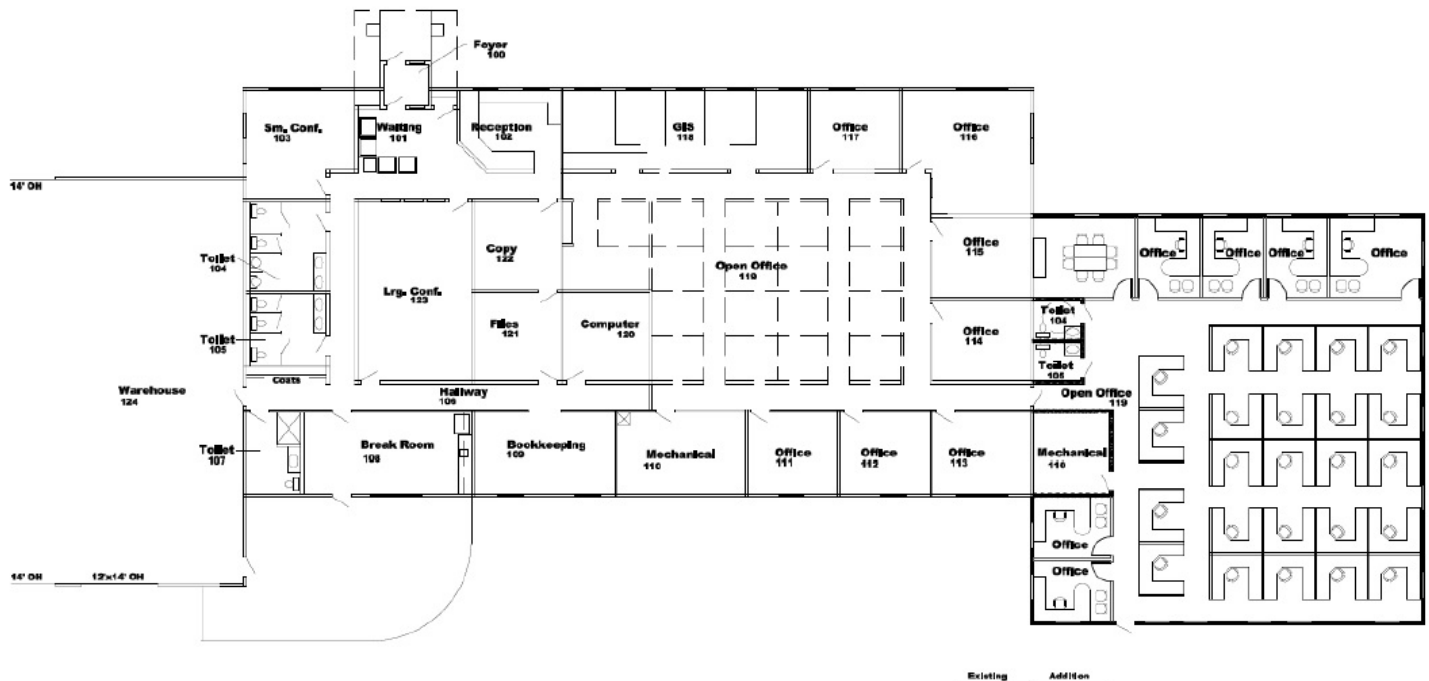 Foyer
100
Sm. Conf.
103
Waiting
101
Reception
102
GIS
118
Office
117
Office
116
14' OH
Toilet
104
Copy
122
Open Office
119
Office
115
Office
Office
Office
Office
Lrg. Conf.
123
Toilet
105
Files
121
Computer
120
Office
114
Toilet
104
Toilet
105
Coats
Warehouse
124
Hallway
106
Open Office
119
Toilet
107
Break Room
108
Bookkeeping
109
Mechanical
110
Office
111
Office
112
Office
113
Mechanical
110
Office
Office
14' OH
12'x14' OH
Existing
Addition